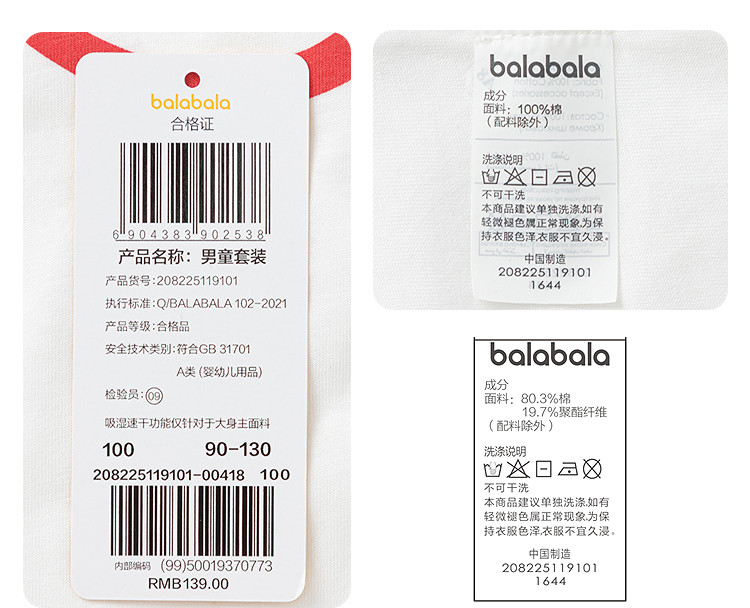 balabala
合格证
6 904383 902538
产品名称：男童套装
产品货号:208225119101
执行标准:Q/BALABALA 102-2021
产品等级:合格品
安全技术类别:符合GB 31701
A类 (婴幼儿用品)
检验员: 09
吸湿速干功能仅针对于大身主面料
100 90-130
208225119101-00418 100
内部编码 (99)50019370773
RMB139.00
balabala
成分
面料：100%棉
（配料除外）
洗涤说明
不可干洗
本商品建议单独洗涤,如有
轻微褪色属正常现象,为保
持衣服色泽,衣服不宜久浸。
中国制造
208225119101
1644
balabala
成分
面料：80.3%棉
19.7%聚酯纤维
（配料除外）
洗涤说明
不可干洗
本商品建议单独洗涤,如有
轻微褪色属正常现象,为保
持衣服色泽,衣服不宜久浸。
中国制造
208225119101
1644